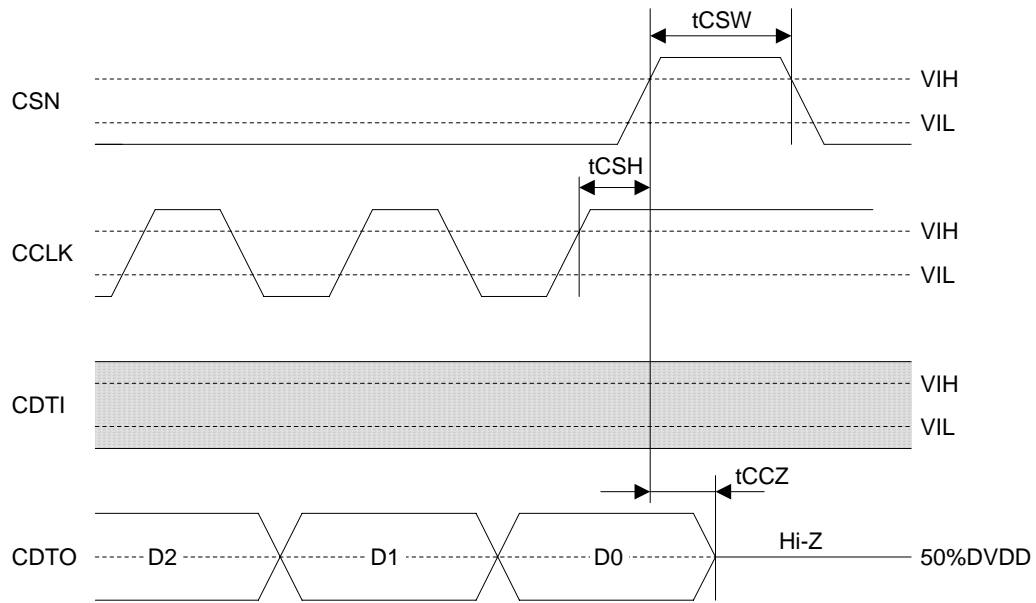 tCSW
CSN
VIH
VIL
tCSH
CCLK
VIH
VIL
CDTI
VIH
VIL
tCCZ
CDTO
D2
D1
D0
Hi-Z
50%DVDD